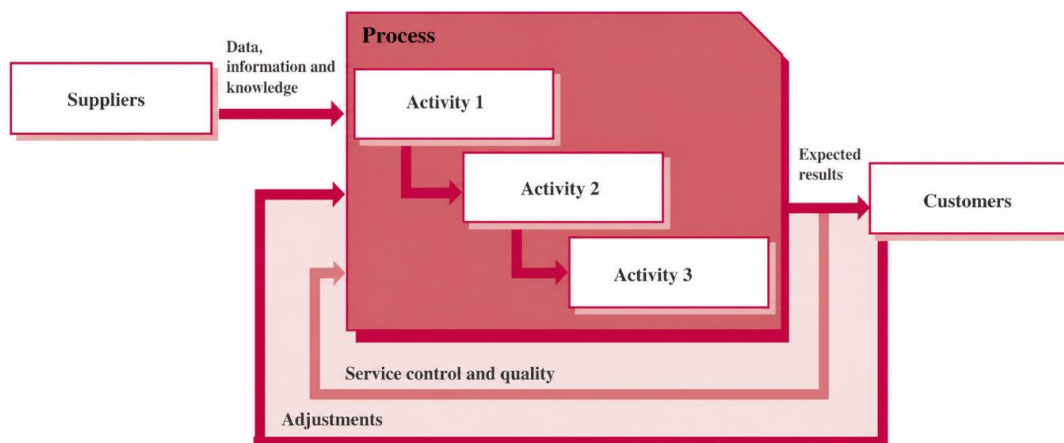 Process
Data,
information and
knowledge
Suppliers
Activity 1
Activity 2
Activity 3
Expected
results
Customers
Service control and quality
Adjustments